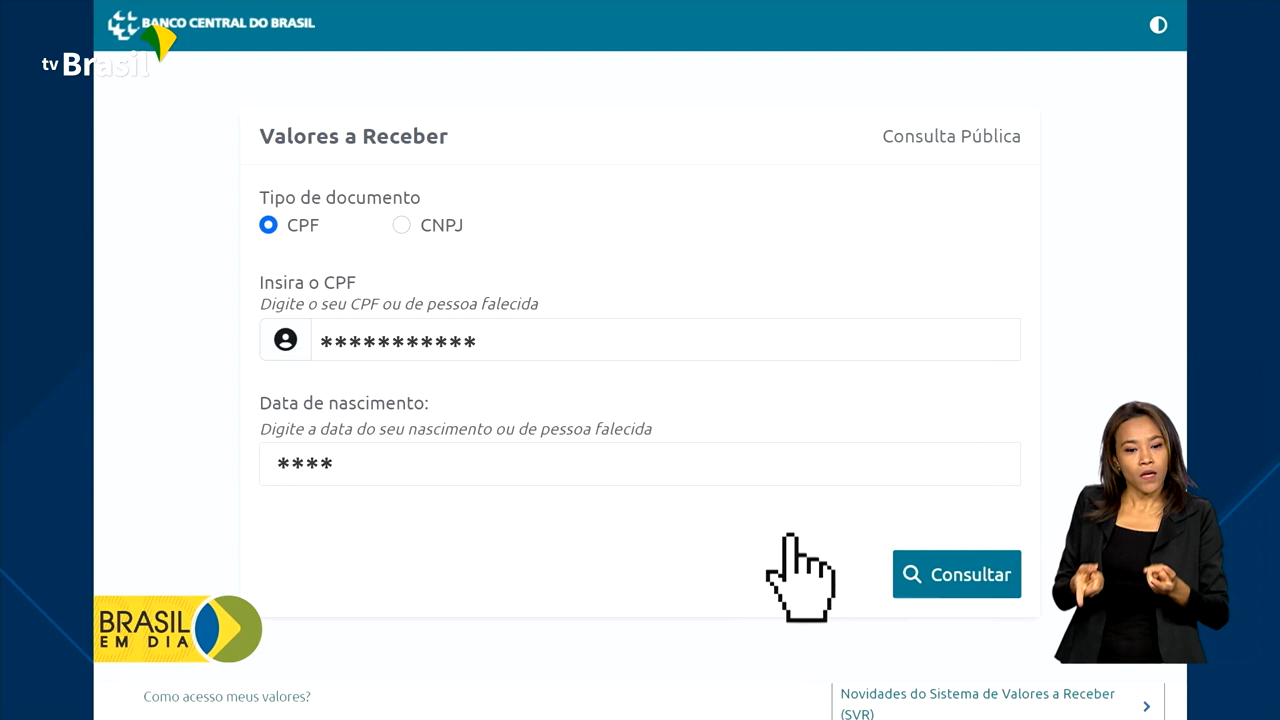 BANCO CENTRAL DO BRASIL
tv Brasil
Valores a Receber
Consulta Pública
Tipo de documento
CPF
CNPJ
Insira o CPF
Digite o seu CPF ou de pessoa falecida
***********
Data de nascimento:
Digite a data do seu nascimento ou de pessoa falecida
****
Consultar
BRASIL
EM DIA
Como acesso meus valores?
Novidades do Sistema de Valores a Receber
(SVR)